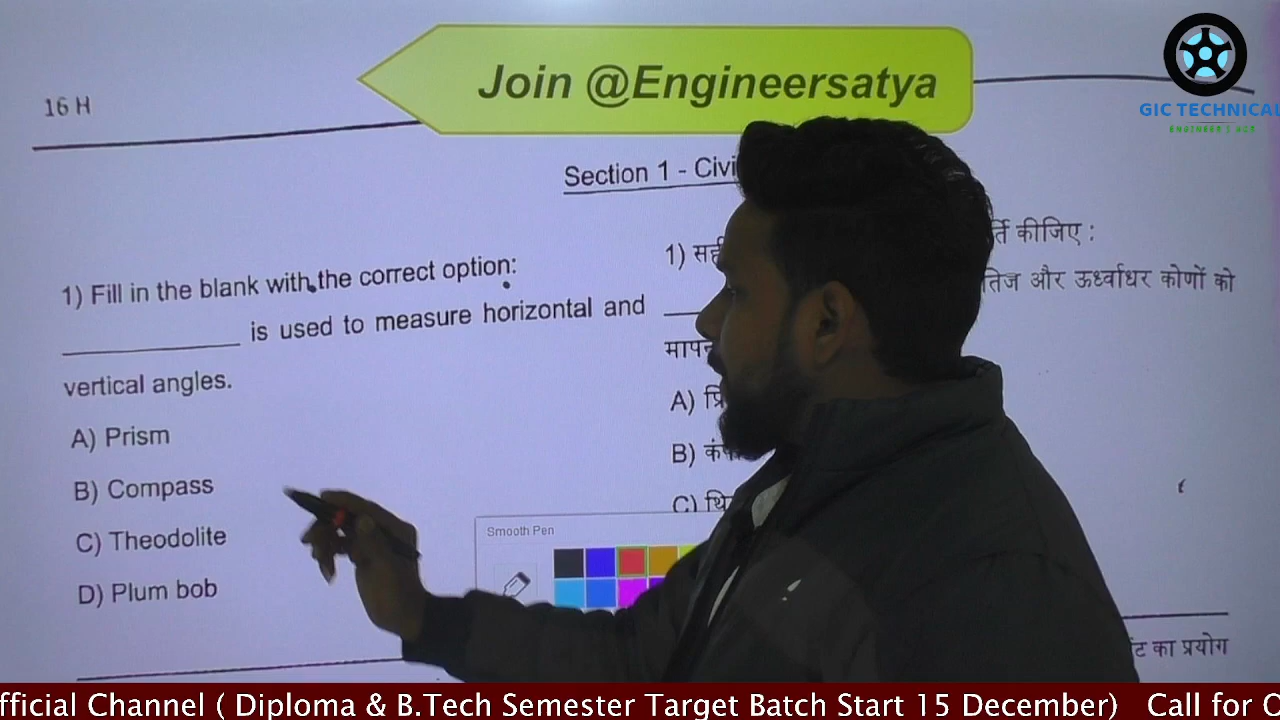 Join @Engineersatya
GIC TECHNICAL
16 H
Section 1 - Civi
1) Fill in the blank with the correct option:
is used to measure horizontal and
vertical angles.
A) Prism
B) Compass
C) Theodolite
D) Plum bob
1) सही
कीजिए :
और ऊर्ध्वाधर कोणों को
A)
B)
C)
Smooth Pen
का प्रयोग
fficial Channel ( Diploma & B.Tech Semester Target Batch Start 15 December) Call for